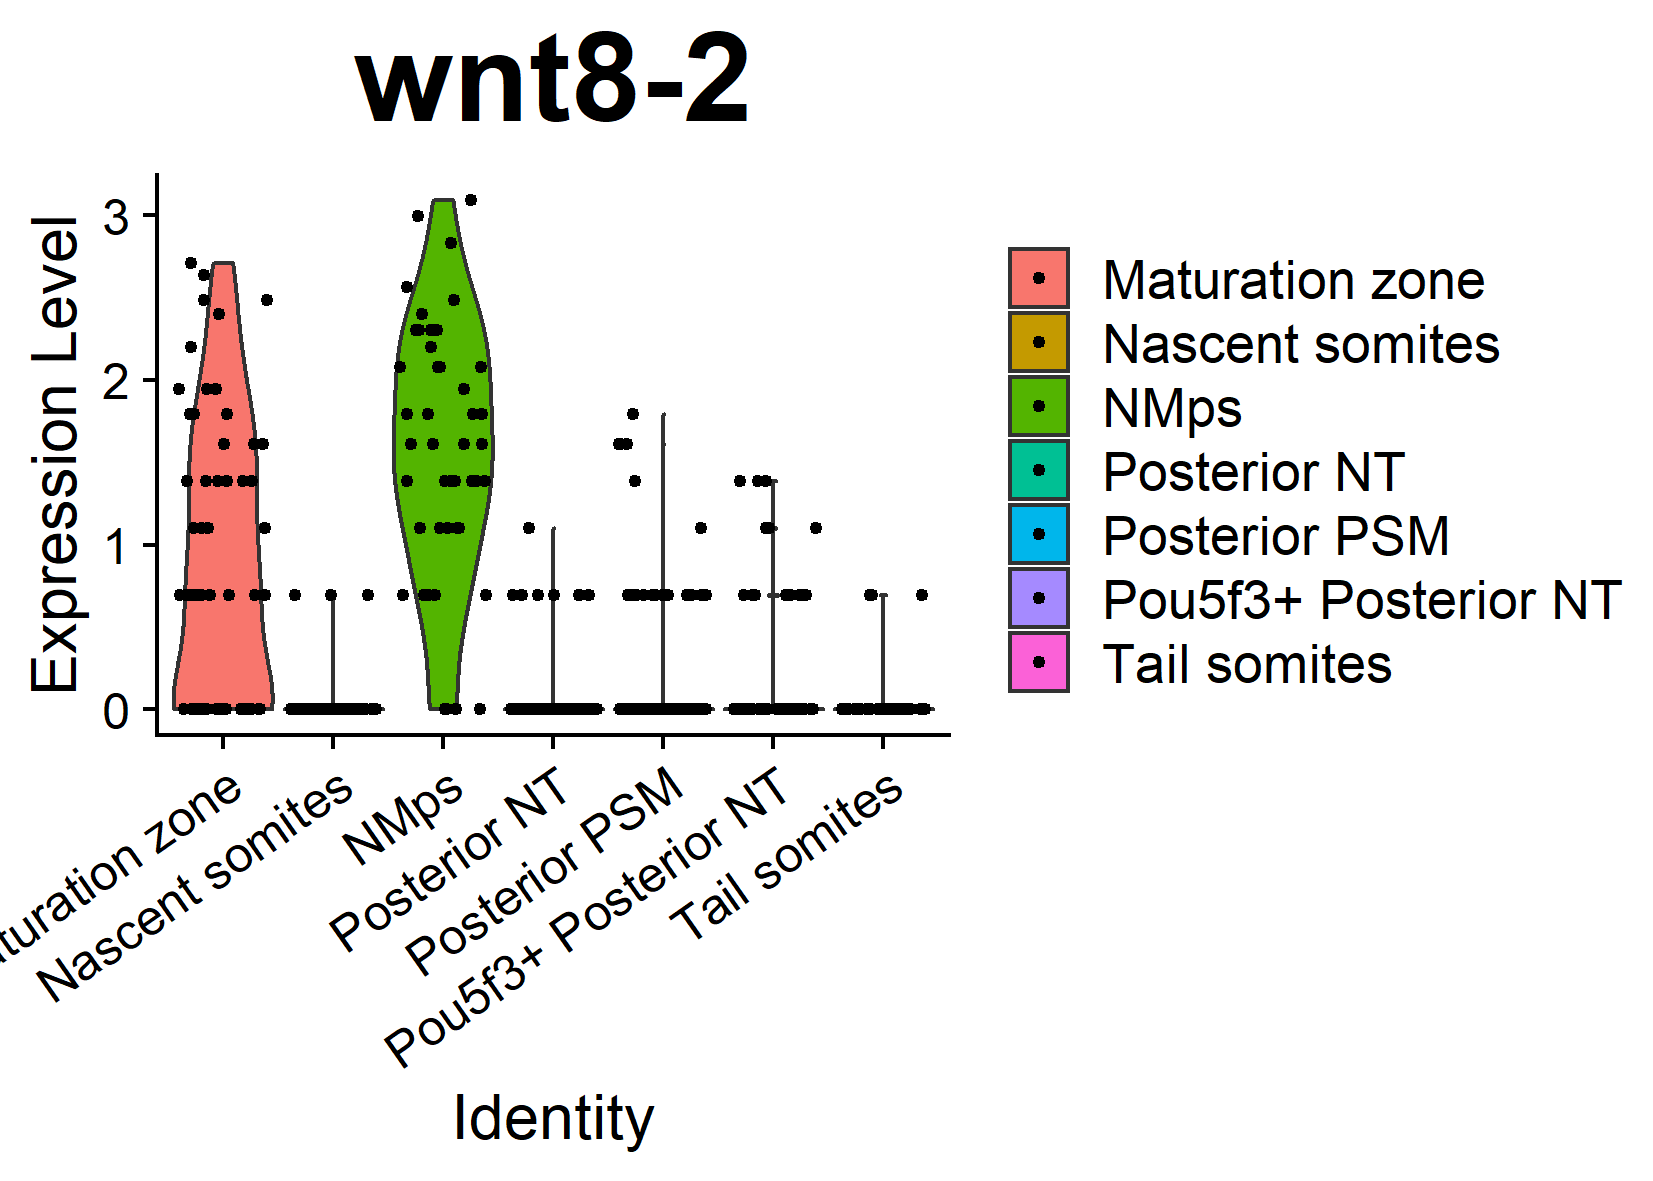 wnt8-2
Expression Level
3
2
1
0
Maturation zone
Nascent somites
NMps
Posterior NT
Posterior PSM
Pou5f3+ Posterior NT
Tail somites
turation zone
Nascent somites
NMps
Posterior NT
Posterior PSM
Pou5f3+ Posterior NT
Tail somites
Identity